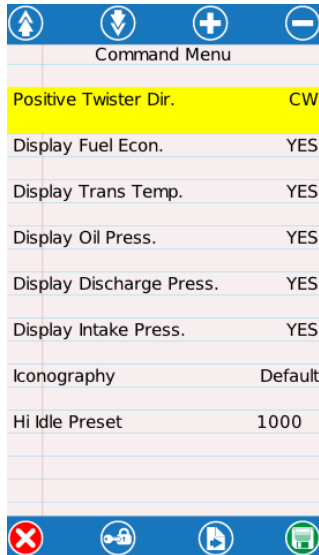 Command Menu
Positive Twister Dir. CW
Display Fuel Econ. YES
Display Trans Temp. YES
Display Oil Press. YES
Display Discharge Press. YES
Display Intake Press. YES
Iconography Default
Hi Idle Preset 1000